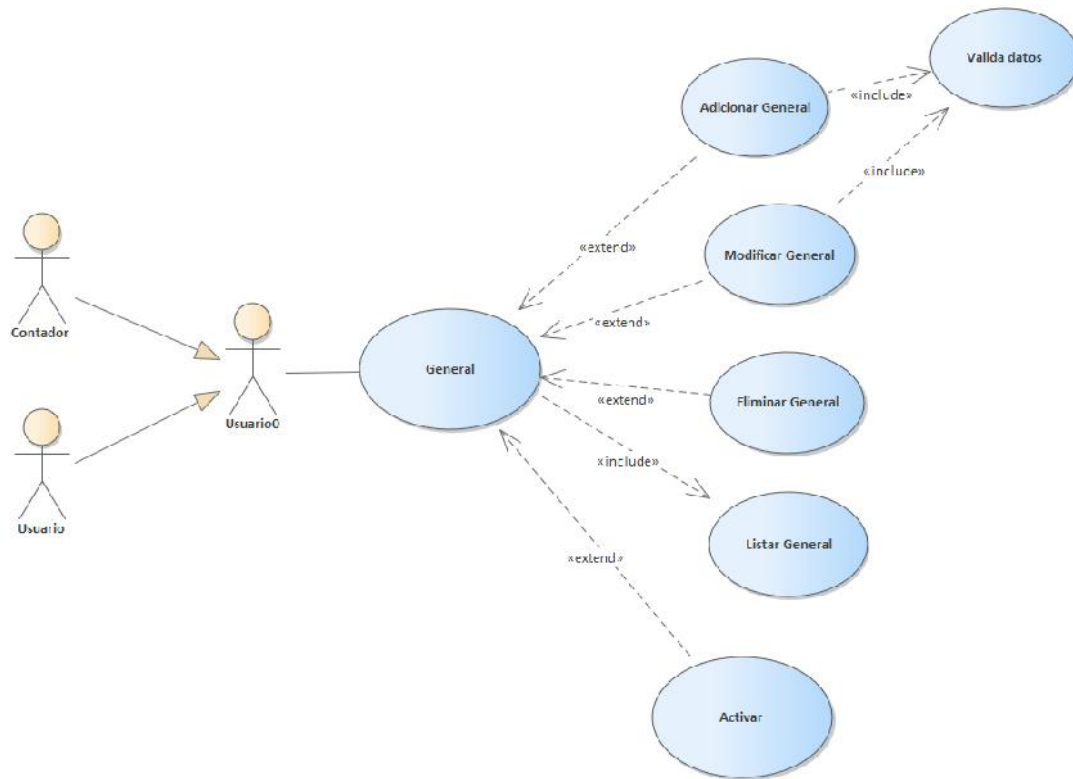 Valida datos
Adicionar General
«include»
«include»
«extend»
Modificar General
Contador
«extend»
General
Usuario0
Eliminar General
«extend»
«include»
Usuario
Listar General
«extend»
Activar